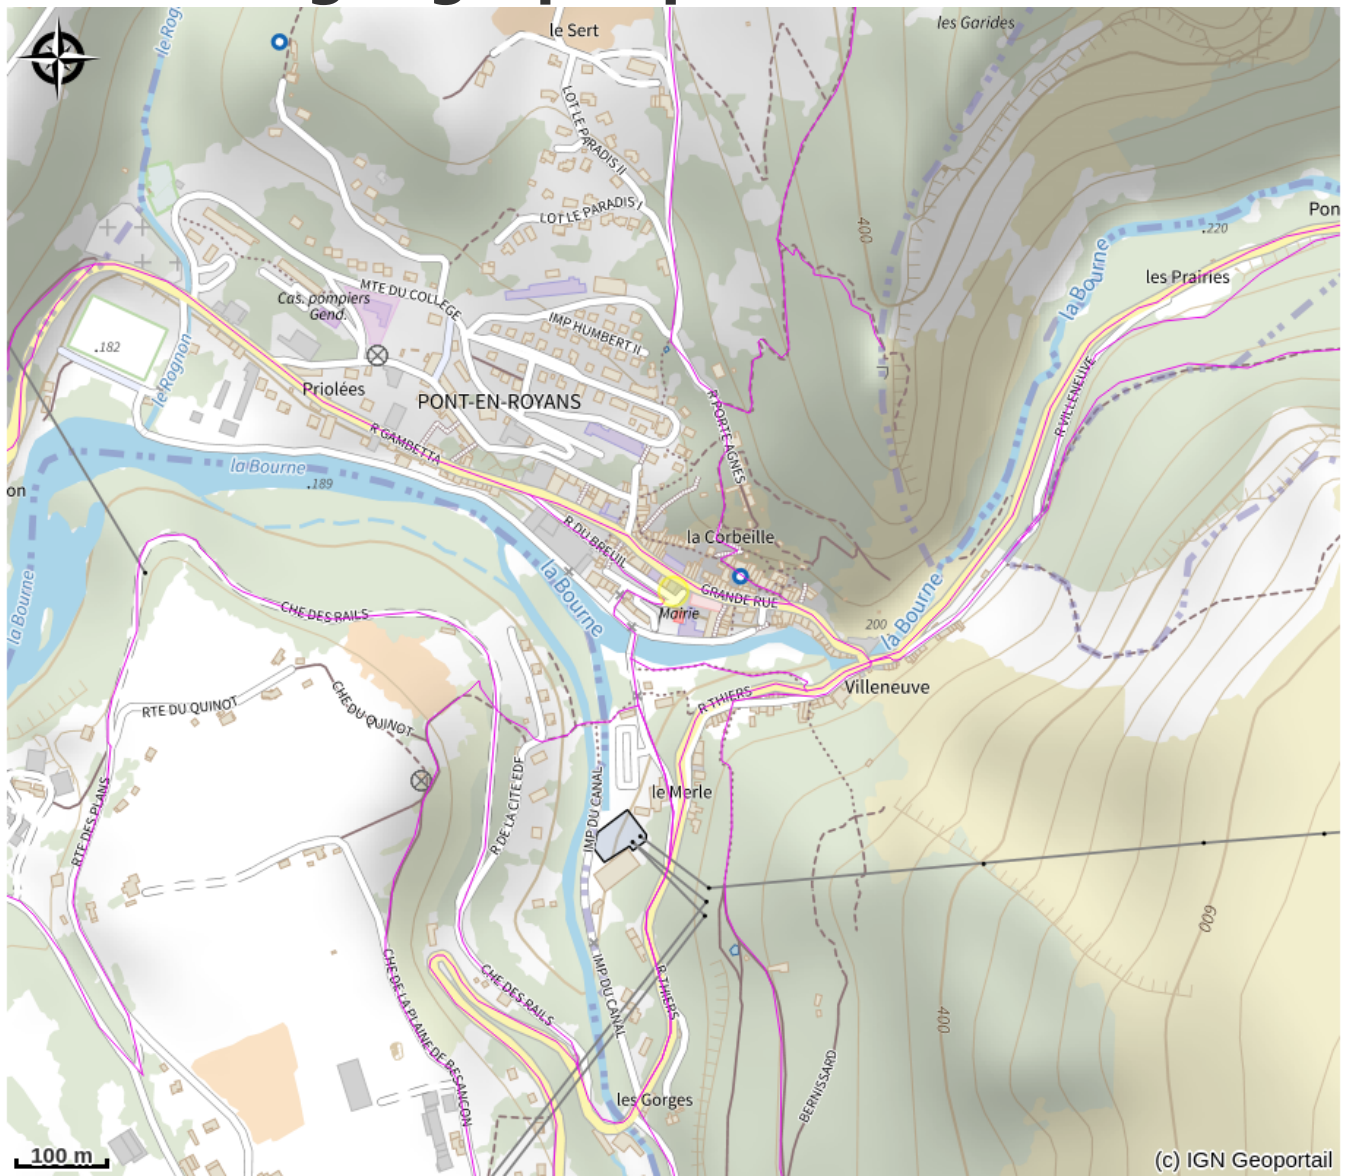 le Rog
le Sert
les Garides
LOT LE PARADIS II
LOT LE PARADIS I
400
Pon
.220
la Bourne
les Prairies
MTE DU COLLEGE
Cas. pompiers
Gend.
IMP HUMBERT II
.182
le Rognon
Priolées
PONT-EN-ROYANS
R PORTE AGNES
R VILLENEUVE
R GAMBETTA
la Bourne
.189
on
la Corbeille
R DU BREUIL
la Bourne
GRANDE RUE
Mairie
200
la Bourne
la Bourne
CHE DES RAILS
Villeneuve
R THIERS
RTE DU QUINOT
CHE DU QUINOT
le Merle
IMP DU CANAL
R DE LA CITE EDF
RTE DES PLANS
600
CHE DES RAILS
IMP DU CANAL
R THIERS
CHE DE LA PLAINE DE BESANCON
400
BERNISSARD
les Gorges
100 m
(c) IGN Geoportail